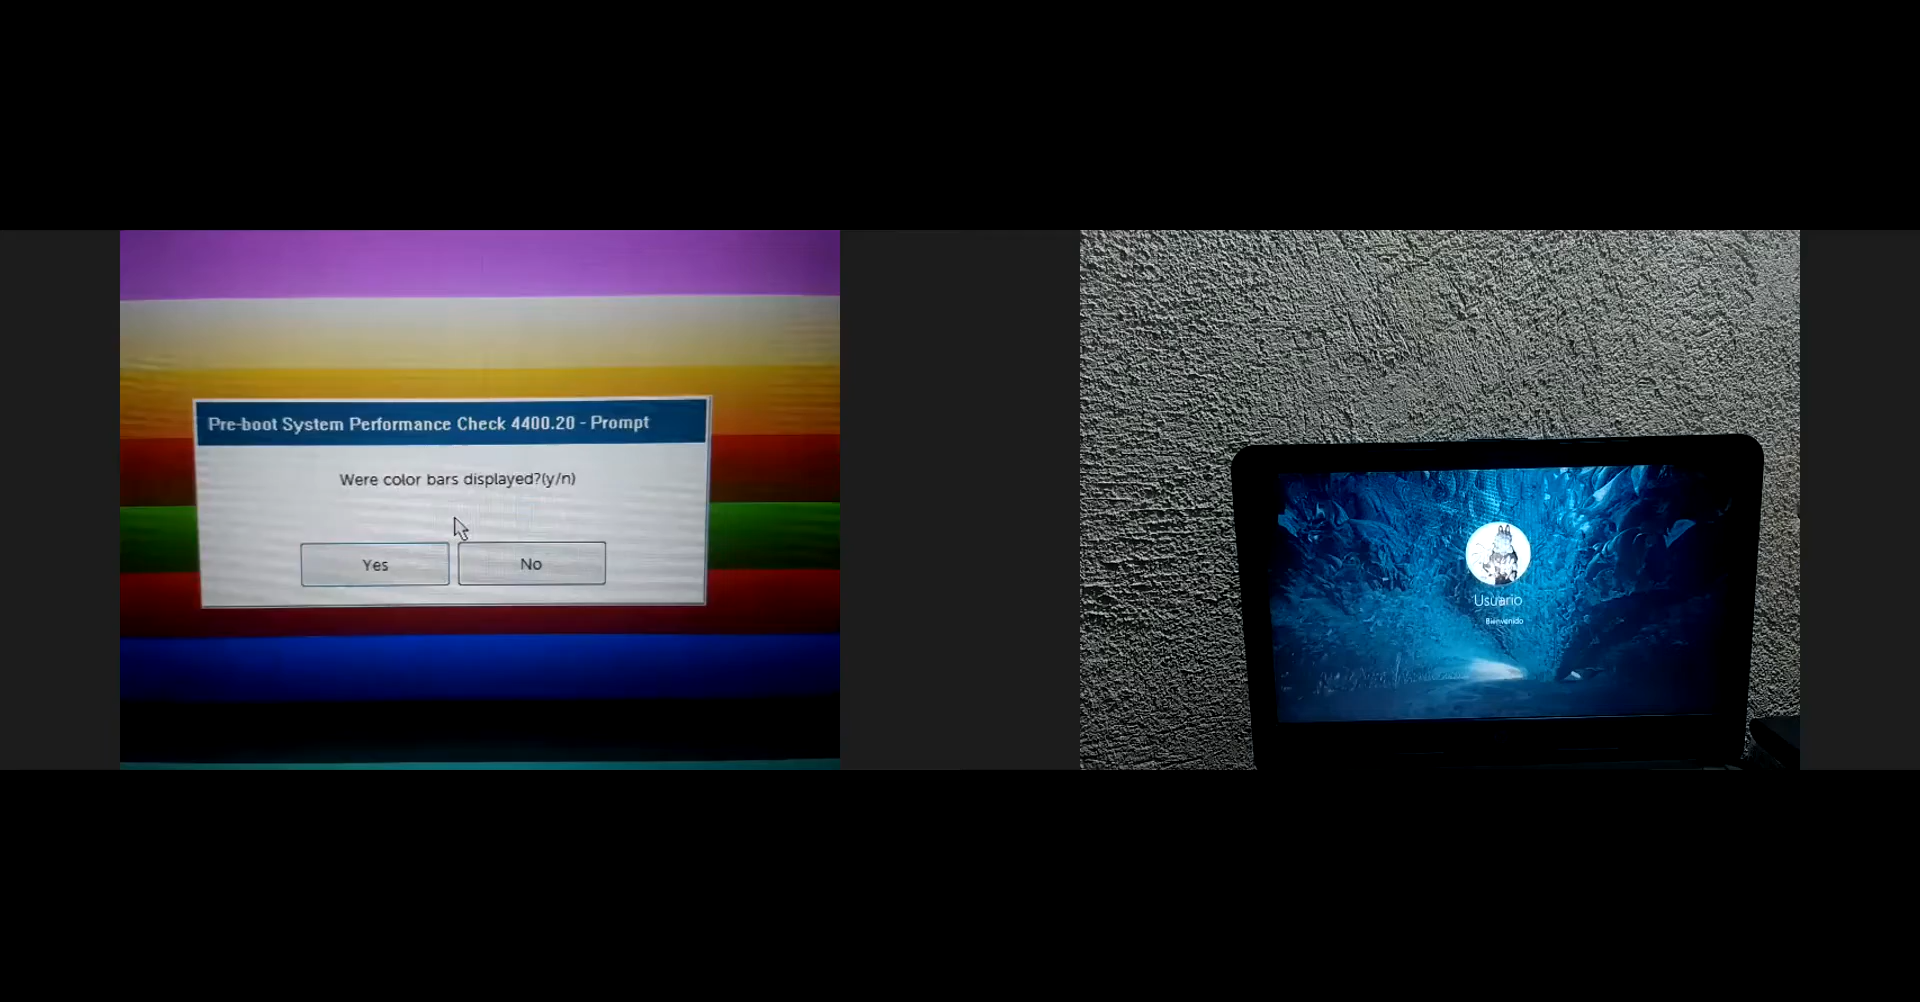 Pre-boot System Performance Check 4400.20 - Prompt
Were color bars displayed?(y/n)
Yes
No
Usuario
Bienvenido